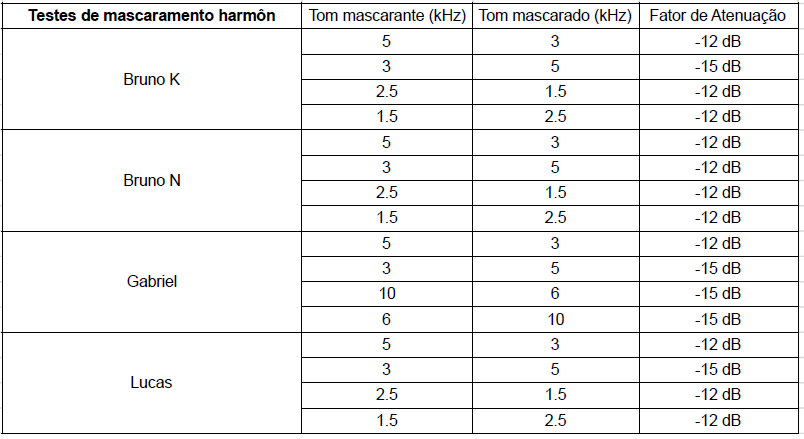 Testes de mascaramento harmôn Tom mascarante (kHz) Tom mascarado (kHz) Fator de Atenuação
Bruno K
5 3 -12 dB
3 5 -15 dB
2.5 1.5 -12 dB
1.5 2.5 -12 dB
Bruno N
5 3 -12 dB
3 5 -12 dB
2.5 1.5 -12 dB
1.5 2.5 -12 dB
Gabriel
5 3 -12 dB
3 5 -15 dB
10 6 -15 dB
6 10 -15 dB
Lucas
5 3 -12 dB
3 5 -15 dB
2.5 1.5 -12 dB
1.5 2.5 -12 dB